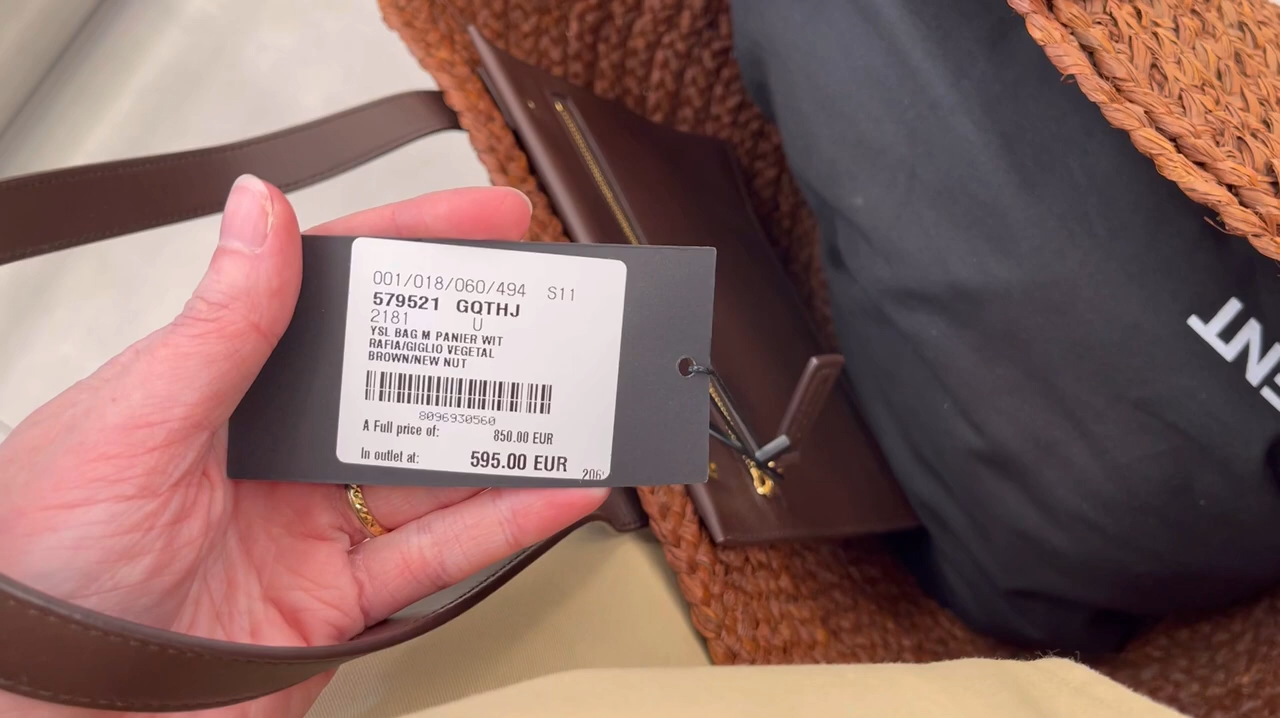 001/018/060/494 S11
579521 GQTHJ
2181 U
YSL BAG M PANIER WIT
RAFIA/GIGLIO VEGETAL
BROWN/NEW NUT
8096930560
A Full price of: 850.00 EUR
In outlet at: 595.00 EUR
206
ENT